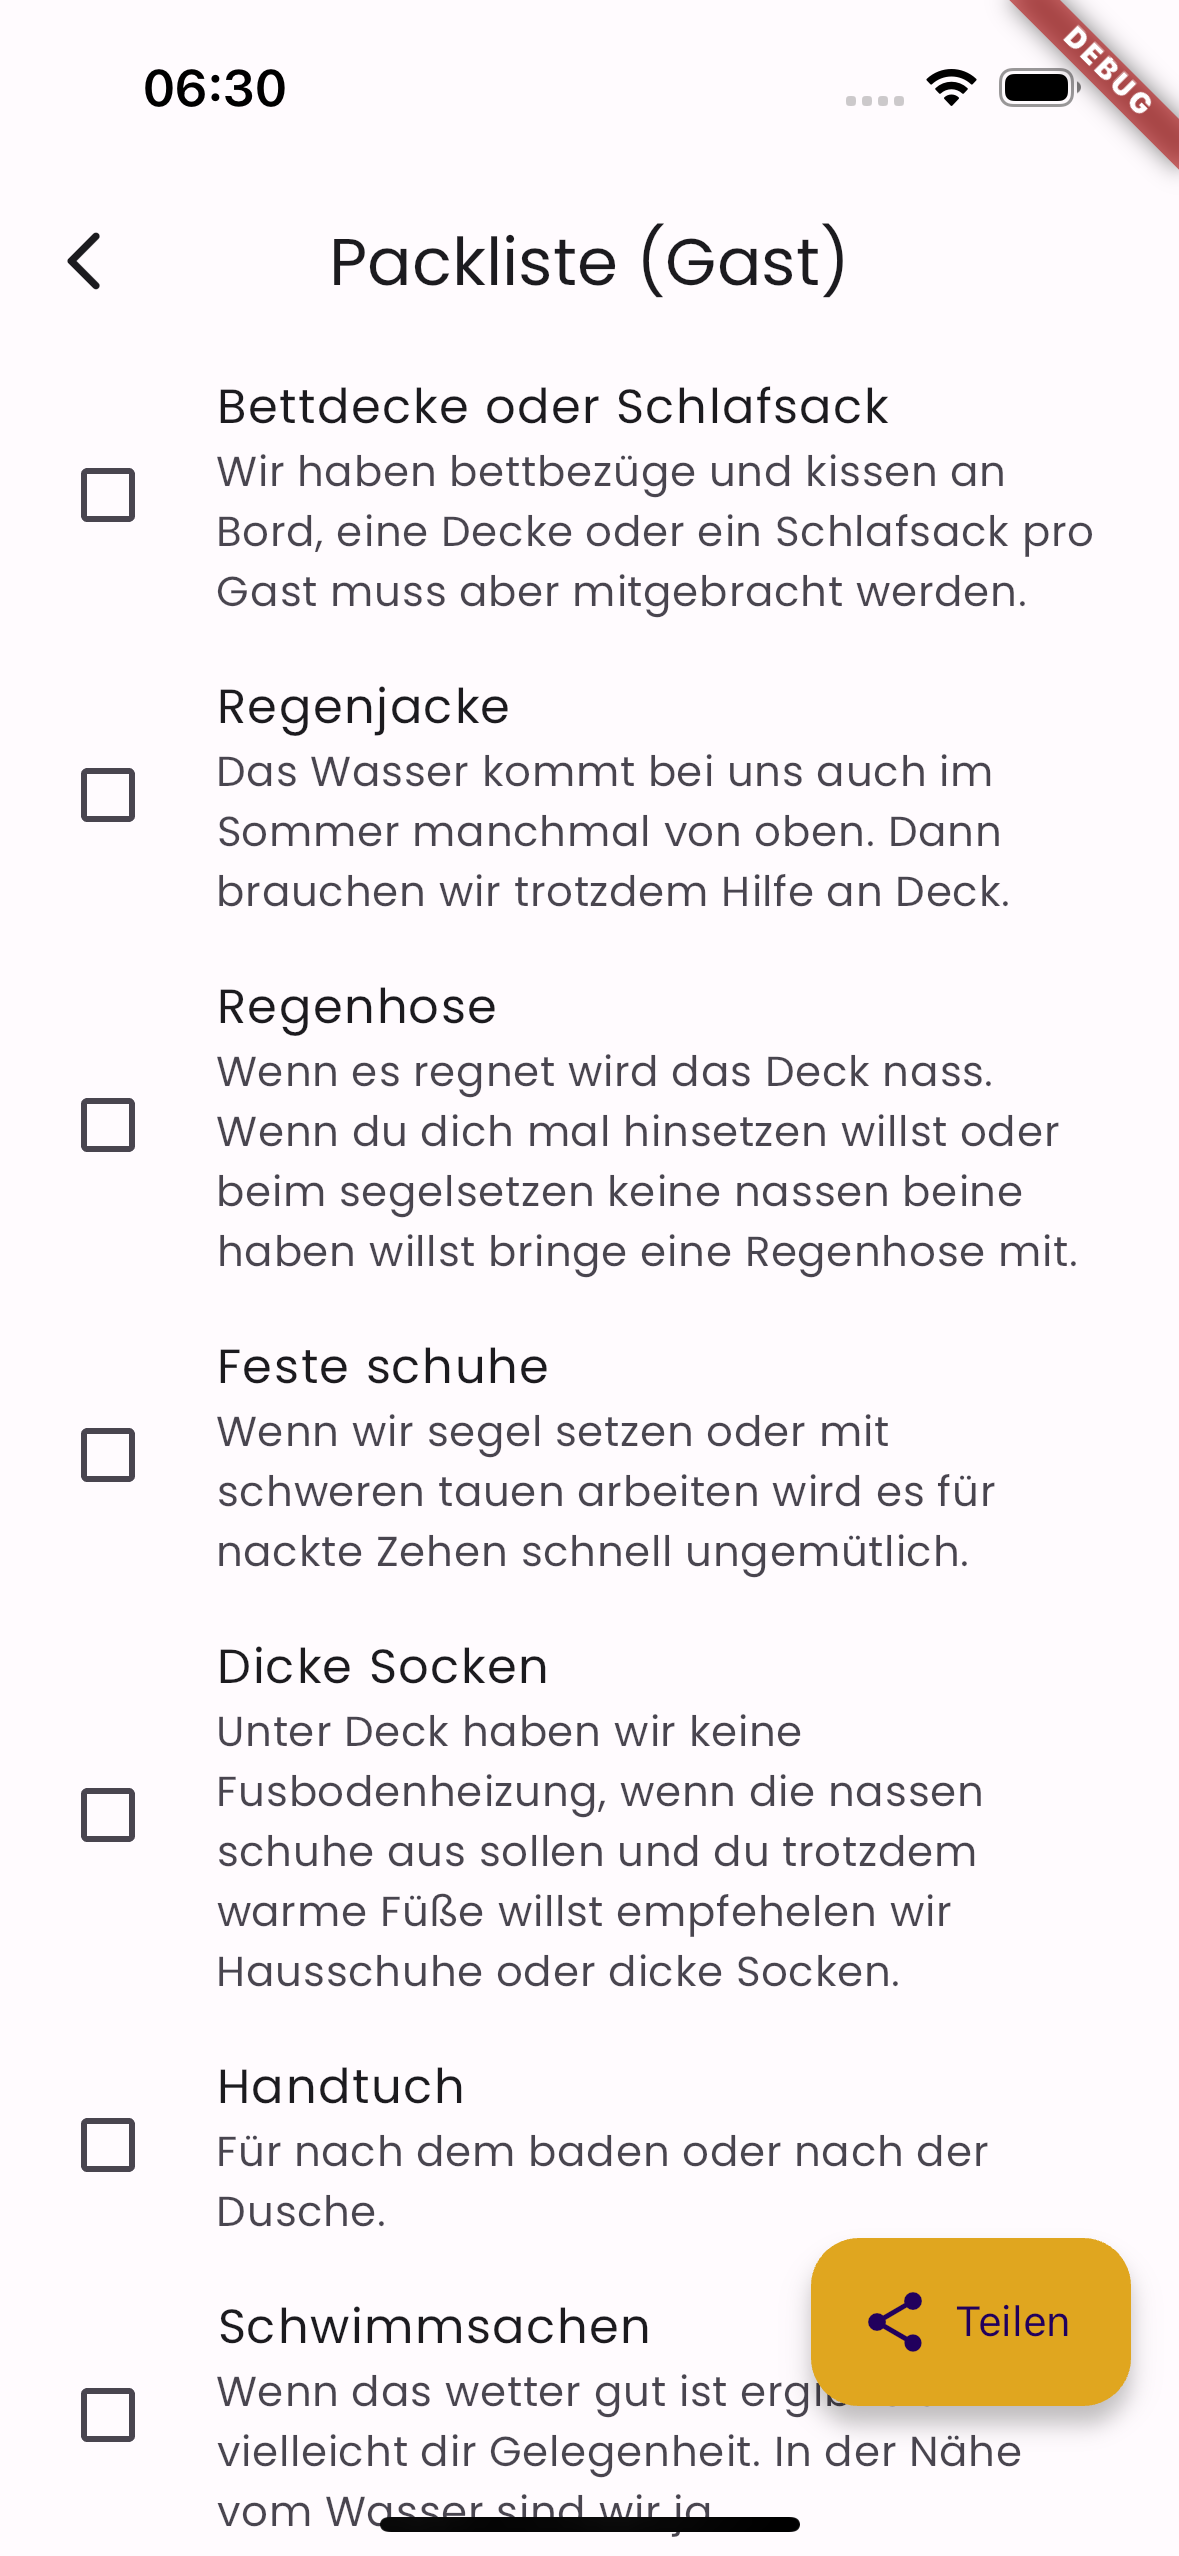 06:30
DEBUG
Packliste (Gast)
Bettdecke oder Schlafsack
Wir haben bettbezüge und kissen an
Bord, eine Decke oder ein Schlafsack pro
Gast muss aber mitgebracht werden.
Regenjacke
Das Wasser kommt bei uns auch im
Sommer manchmal von oben. Dann
brauchen wir trotzdem Hilfe an Deck.
Regenhose
Wenn es regnet wird das Deck nass.
Wenn du dich mal hinsetzen willst oder
beim segelsetzen keine nassen beine
haben willst bringe eine Regenhose mit.
Feste schuhe
Wenn wir segel setzen oder mit
schweren tauen arbeiten wird es für
nackte Zehen schnell ungemütlich.
Dicke Socken
Unter Deck haben wir keine
Fusbodenheizung, wenn die nassen
schuhe aus sollen und du trotzdem
warme Füße willst empfehelen wir
Hausschuhe oder dicke Socken.
Handtuch
Für nach dem baden oder nach der
Dusche.
Schwimmsachen
Teilen
Wenn das wetter gut ist
vielleicht dir Gelegenheit. In der Nähe
vom Wasser sind wir ja